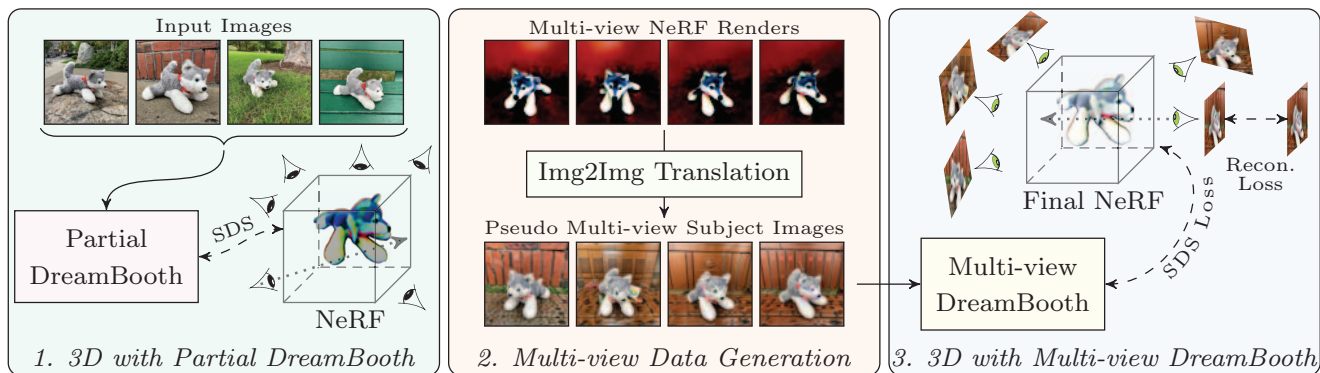 Input Images
Partial
DreamBooth
SDS
NeRF
1. 3D with Partial DreamBooth
Multi-view NeRF Renders
Img2Img Translation
Pseudo Multi-view Subject Images
2. Multi-view Data Generation
Final NeRF
Recon.
Loss
SDS Loss
Multi-view
DreamBooth
3. 3D with Multi-view DreamBooth